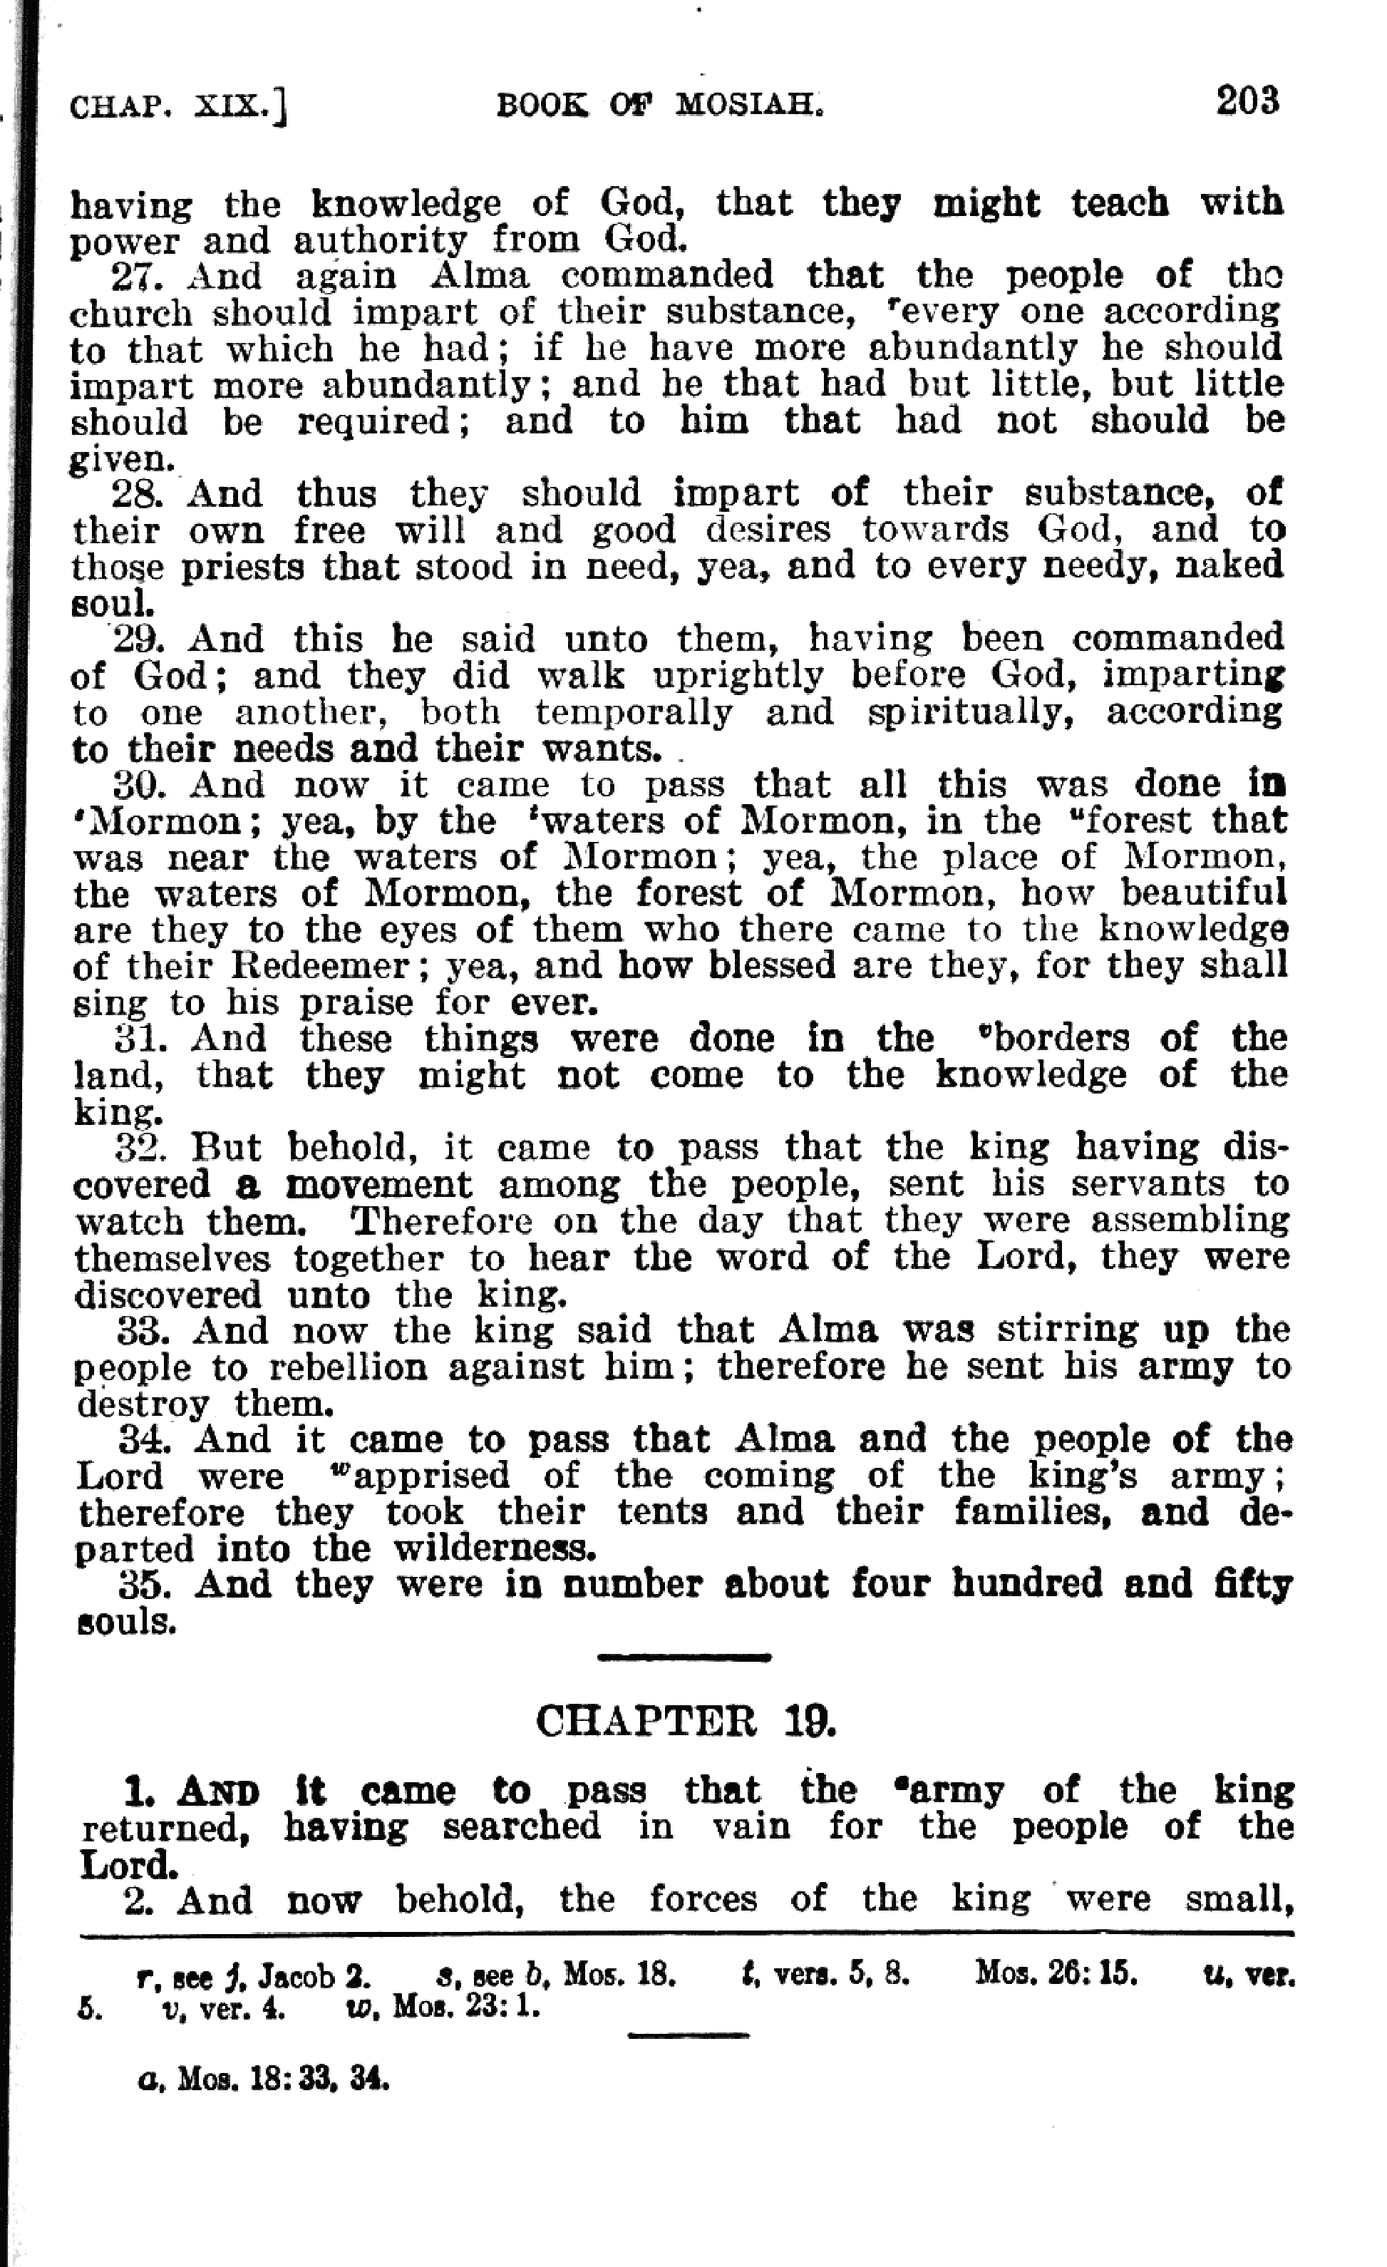 CHAP. XIX.] BOOK OF MOSIAH. 203
having the knowledge of God, that they might teach with
power and authority from God.
27. And again Alma commanded that the people of the
church should impart of their substance, ʳevery one according
to that which he had; if he have more abundantly he should
impart more abundantly; and he that had but little, but little
should be required; and to him that had not should be
given.
28. And thus they should impart of their substance, of
their own free will and good desires towards God, and to
those priests that stood in need, yea, and to every needy, naked
soul.
29. And this he said unto them, having been commanded
of God; and they did walk uprightly before God, imparting
to one another, both temporally and spiritually, according
to their needs and their wants.
30. And now it came to pass that all this was done in
ˢMormon; yea, by the ᵗwaters of Mormon, in the ᵘforest that
was near the waters of Mormon; yea, the place of Mormon,
the waters of Mormon, the forest of Mormon, how beautiful
are they to the eyes of them who there came to the knowledge
of their Redeemer; yea, and how blessed are they, for they shall
sing to his praise for ever.
31. And these things were done in the ᵛborders of the
land, that they might not come to the knowledge of the
king.
32. But behold, it came to pass that the king having dis-
covered a movement among the people, sent his servants to
watch them. Therefore on the day that they were assembling
themselves together to hear the word of the Lord, they were
discovered unto the king.
33. And now the king said that Alma was stirring up the
people to rebellion against him; therefore he sent his army to
destroy them.
34. And it came to pass that Alma and the people of the
Lord were ʷapprised of the coming of the king's army;
therefore they took their tents and their families, and de-
parted into the wilderness.
35. And they were in number about four hundred and fifty
souls.
CHAPTER 19.
1. AND it came to pass that the ᵃarmy of the king
returned, having searched in vain for the people of the
Lord.
2. And now behold, the forces of the king were small,
r, see j, Jacob 2. s, see b, Mos. 18. t, vers. 5, 8. Mos. 26:15. u, ver.
5. v, ver. 4. w, Mos. 23:1.
a, Mos. 18:33, 34.